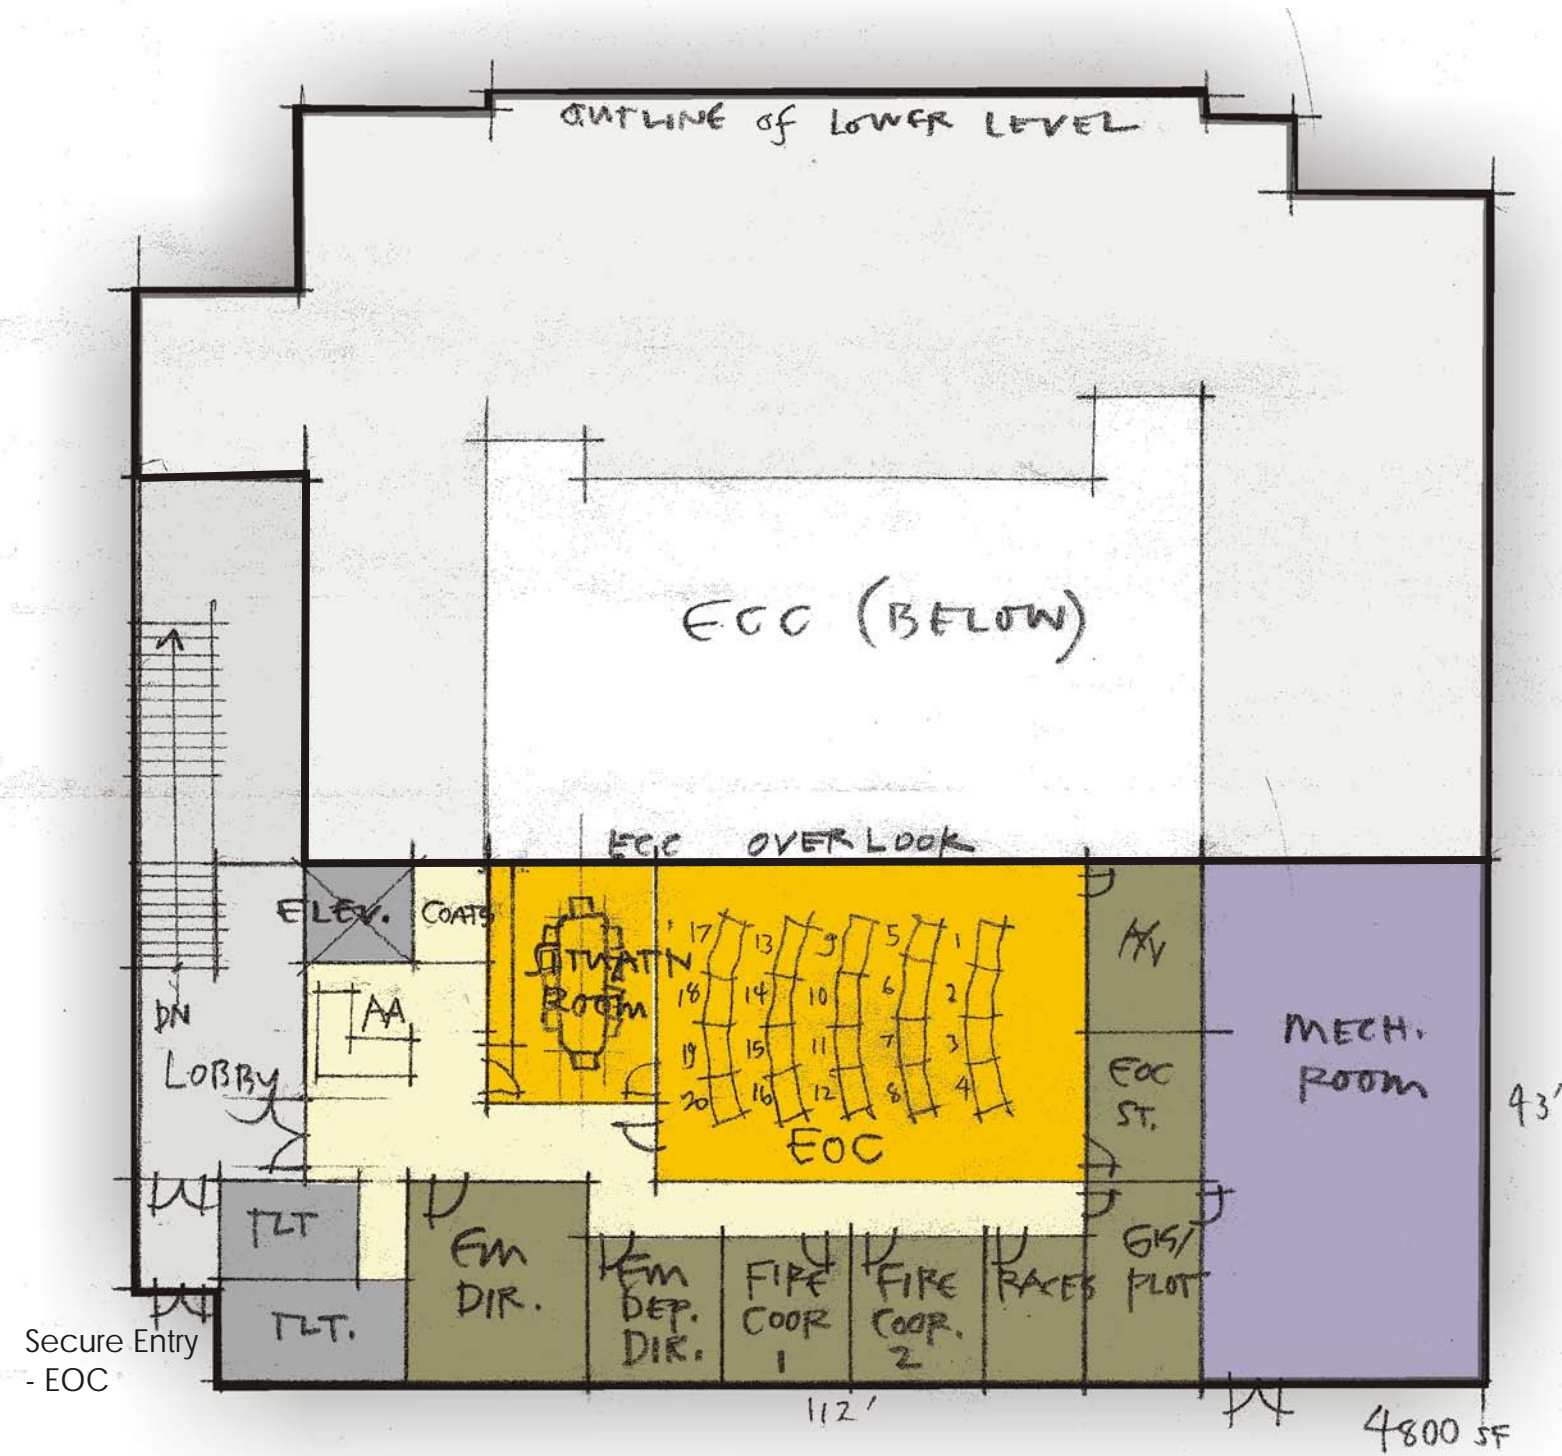 OUTLINE of LOWER LEVEL
ECC (BELOW)
ECC OVERLOOK
ELEV.
COATS
SITUAT'N
ROOM
17
13
9
5
1
18
14
10
6
2
19
15
11
7
3
20
16
12
8
4
EOC
A/V
EOC
ST.
MECH.
ROOM
43'
AA
DN
LOBBY
TLT
TLT.
EM
DIR.
EM
DEP.
DIR.
FIRE
COOR
1
FIRE
COOR.
2
RACES
GIS/
PLOT
Secure Entry
- EOC
112'
4800 SF